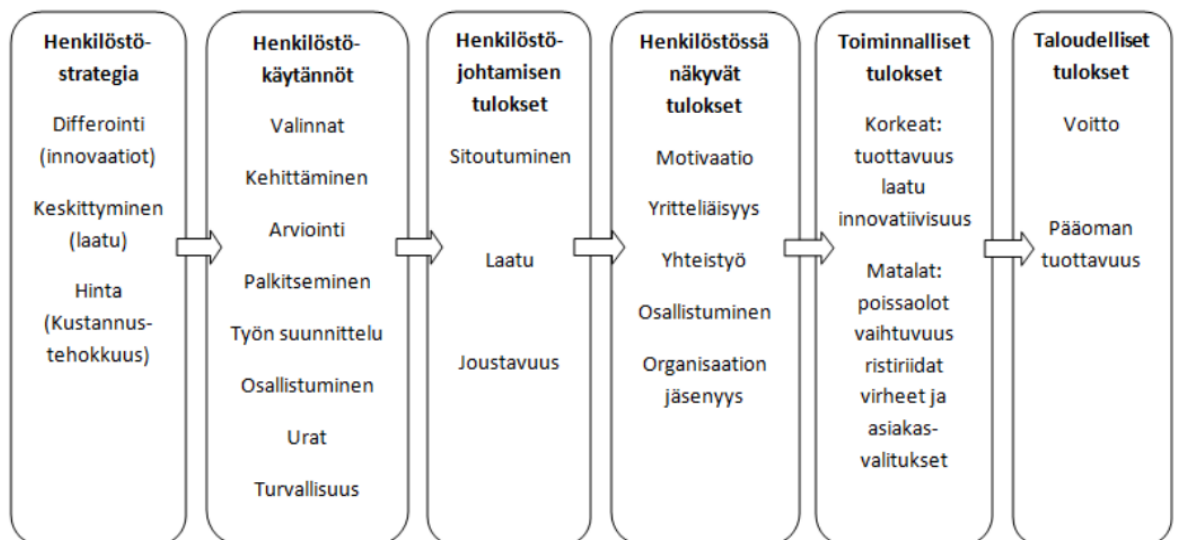 Henkilöstö-
strategia
Differointi
(innovaatiot)
Keskittyminen
(laatu)
Hinta
(Kustannus-
tehokkuus)
Henkilöstö-
käytännöt
Valinnat
Kehittäminen
Arviointi
Palkitseminen
Työn suunnittelu
Osallistuminen
Urat
Turvallisuus
Henkilöstö-
johtamisen
tulokset
Sitoutuminen
Laatu
Joustavuus
Henkilöstössä
näkyvät
tulokset
Motivaatio
Yritteliäisyys
Yhteistyö
Osallistuminen
Organisaation
jäsenyys
Toiminnalliset
tulokset
Korkeat:
tuottavuus
laatu
innovatiivisuus
Matalat:
poissaolot
vaihtuvuus
ristiriidat
virheet ja
asiakas-
valitukset
Taloudelliset
tulokset
Voitto
Pääoman
tuottavuus